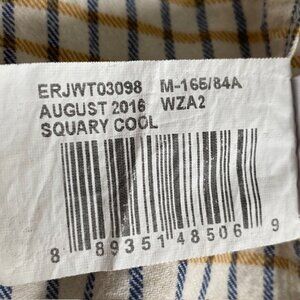 ERJWT03098 M-165/84A
AUGUST 2016 WZA2
SQUARY COOL
8 89351 48506 9